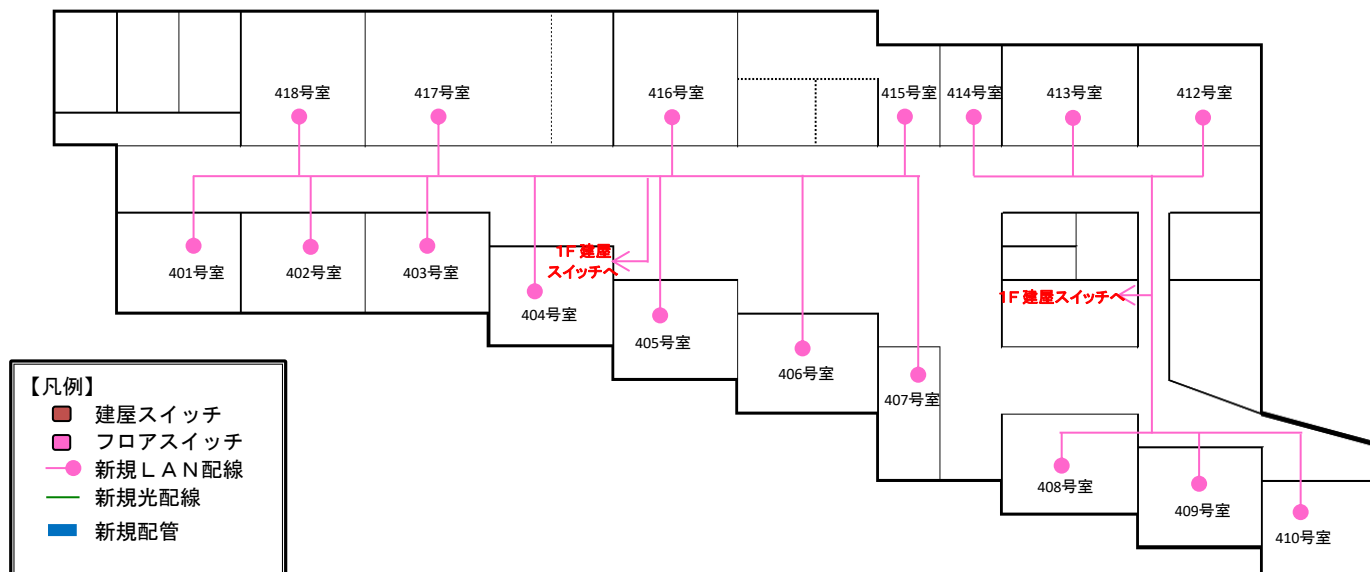 418号室
417号室
416号室
415号室
414号室
413号室
412号室
401号室
402号室
403号室
1F 建屋
スイッチへ
404号室
405号室
406号室
407号室
1F 建屋スイッチへ
408号室
409号室
410号室
【凡例】
建屋スイッチ
フロアスイッチ
新規ＬＡＮ配線
新規光配線
新規配管